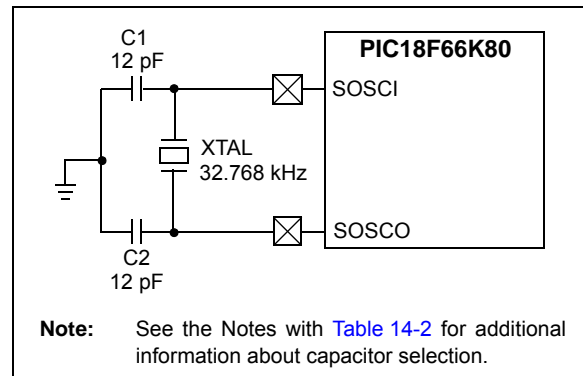 C1
12 pF
PIC18F66K80
SOSCI
XTAL
32.768 kHz
SOSCO
C2
12 pF
Note: See the Notes with Table 14-2 for additional
information about capacitor selection.